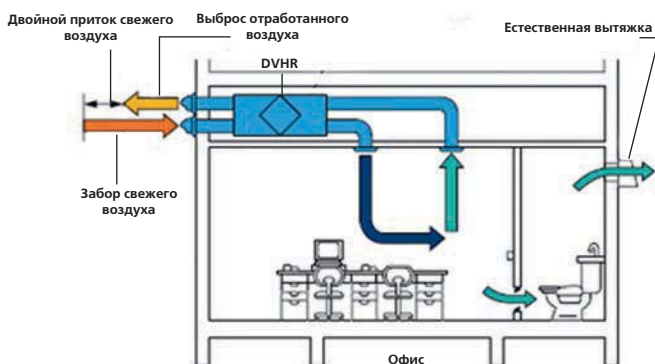 Двойной приток свежего
воздуха
Выброс отработанного
воздуха
Естественная вытяжка
DVHR
Забор свежего
воздуха
Офис